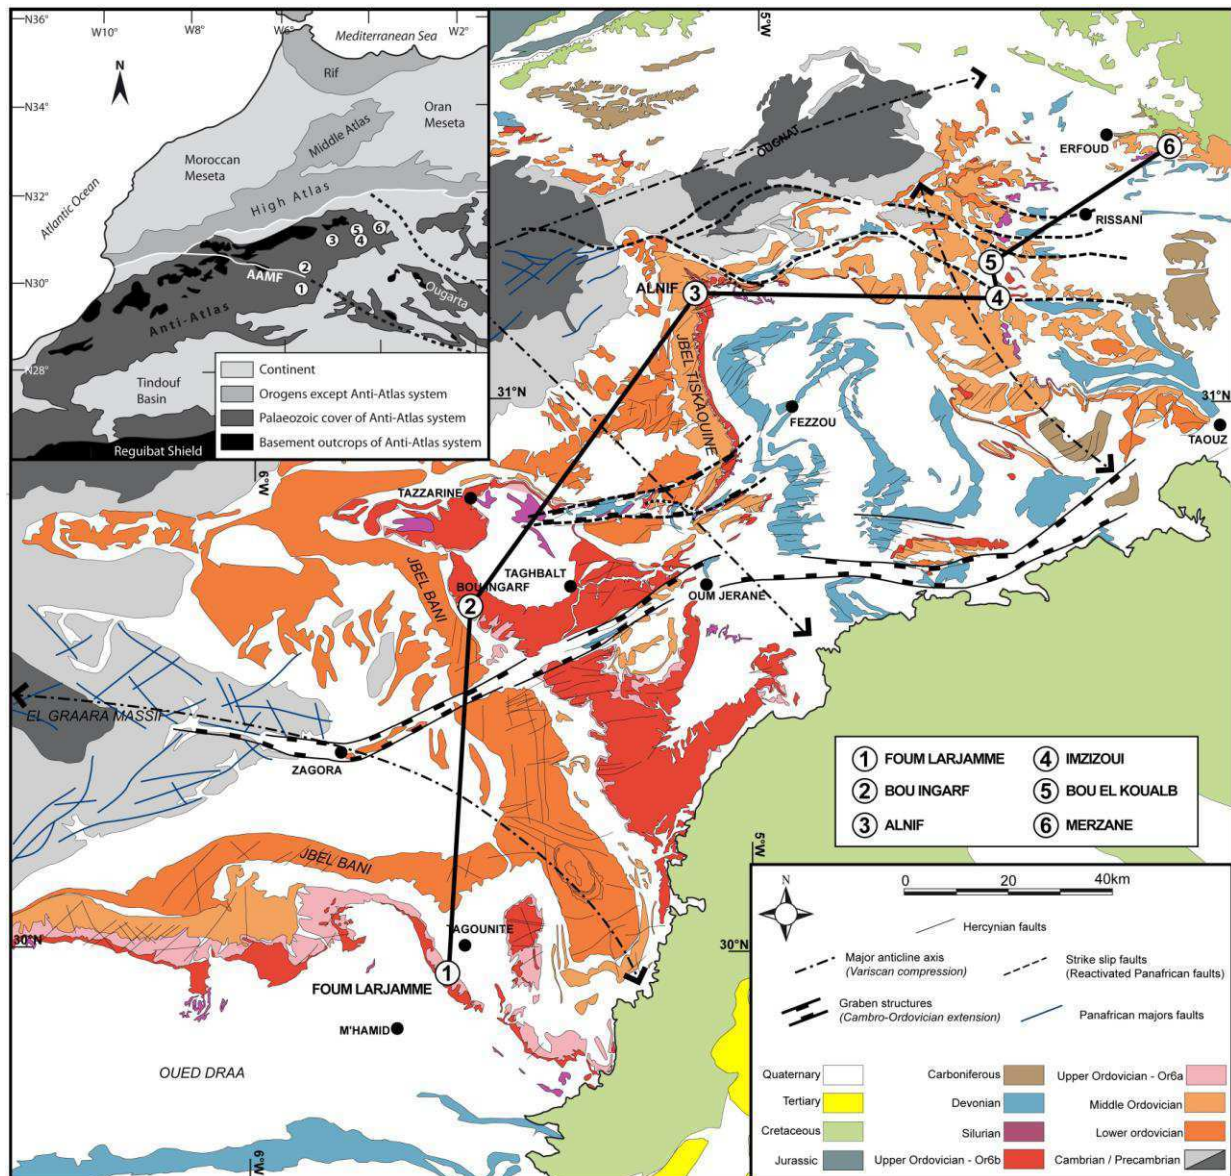 N36°
W10°
W8°
W6°
W2°
Mediterranean Sea
N
Rif
N34°
Oran
Meseta
Middle Atlas
Moroccan
Meseta
Atlantic Ocean
N32°
High Atlas
5
6
3
4
AAMF
2
N30°
1
Ougarta
Anti-Atlas
N28°
Tindouf
Basin
Continent
Orogens except Anti-Atlas system
Palaeozoic cover of Anti-Atlas system
Basement outcrops of Anti-Atlas system
Reguibat Shield
5°W
OUGNAT
ERFOUD
6
RISSANI
5
ALNIF
3
4
JBEL TISKAOUINE
31°N
FEZZOU
TAOUZ
6°W
TAZZARINE
JBEL BANI
TAGHBALT
BOU INGARF
2
OUM JERANE
EL GRAARA MASSIF
ZAGORA
1 FOUM LARJAMME
2 BOU INGARF
3 ALNIF
4 IMZIZOUI
5 BOU EL KOUALB
6 MERZANE
JBEL BANI
5°W
30°N
TAGOUNITE
30°N
1
FOUM LARJAMME
M'HAMID
OUED DRAA
6°W
N
0 20 40km
Hercynian faults
Major anticline axis
(Variscan compression)
Strike slip faults
(Reactivated Panafrican faults)
Graben structures
(Cambro-Ordovician extension)
Panafrican majors faults
Quaternary
Carboniferous
Upper Ordovician - Or6a
Tertiary
Devonian
Middle Ordovician
Cretaceous
Silurian
Lower ordovician
Jurassic
Upper Ordovician - Or6b
Cambrian / Precambrian